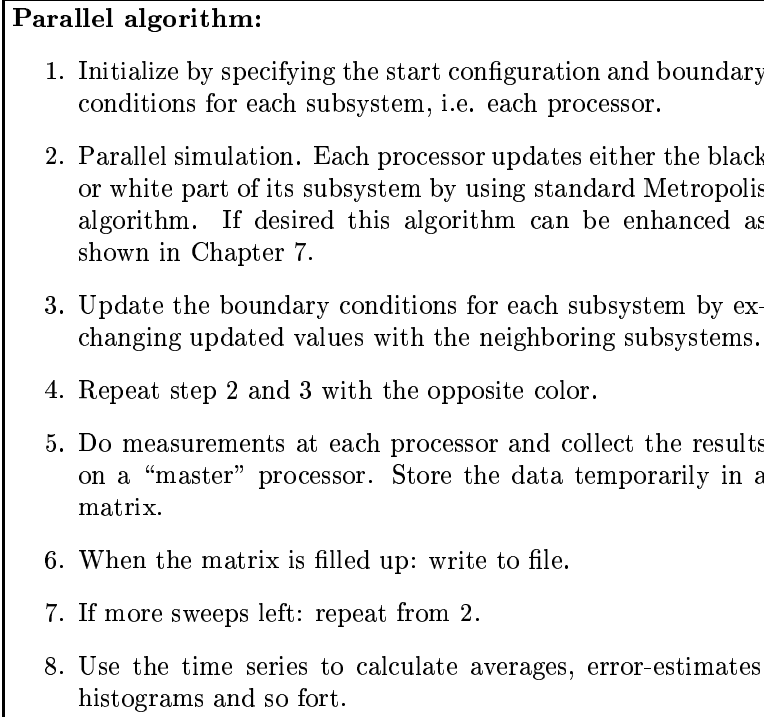 Parallel algorithm:
1. Initialize by specifying the start configuration and boundary
conditions for each subsystem, i.e. each processor.
2. Parallel simulation. Each processor updates either the black
or white part of its subsystem by using standard Metropolis
algorithm. If desired this algorithm can be enhanced as
shown in Chapter 7.
3. Update the boundary conditions for each subsystem by ex-
changing updated values with the neighboring subsystems.
4. Repeat step 2 and 3 with the opposite color.
5. Do measurements at each processor and collect the results
on a “master” processor. Store the data temporarily in a
matrix.
6. When the matrix is filled up: write to file.
7. If more sweeps left: repeat from 2.
8. Use the time series to calculate averages, error-estimates
histograms and so fort.